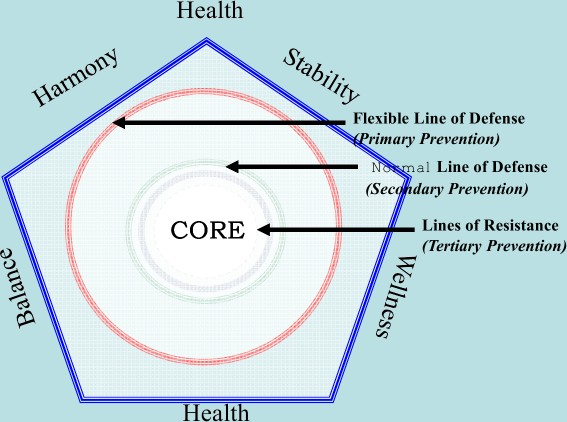 Health
Harmony
Stability
Flexible Line of Defense
(Primary Prevention)
Normal Line of Defense
(Secondary Prevention)
CORE
Lines of Resistance
(Tertiary Prevention)
Balance
Wellness
Health